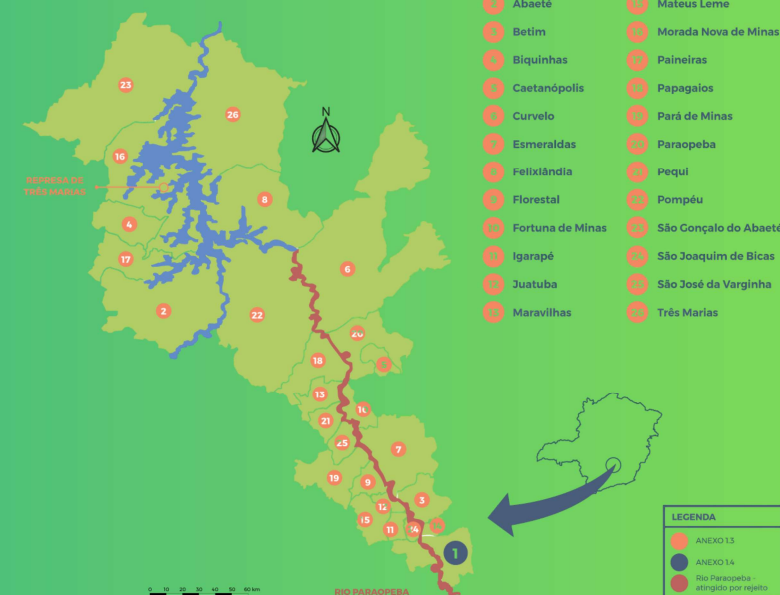 Abaeté
Betim
Biquinhas
Caetanópolis
Curvelo
Esmeraldas
Felixlândia
Florestal
Fortuna de Minas
Igarapé
Juatuba
Maravilhas
Mateus Leme
Morada Nova de Minas
Paineiras
Papagaios
Pará de Minas
Paraopeba
Pequi
Pompéu
São Gonçalo do Abaeté
São Joaquim de Bicas
São José da Varginha
Três Marias
23
26
N
16
REPRESA DE
TRÊS MARIAS
8
4
17
6
2
22
20
18
13
21
25
7
19
9
3
12
15
11
24
1
0 10 20 30 40 50 60 km
RIO PARAOPEBA
LEGENDA
ANEXO 1.3
ANEXO 1.4
Rio Paraopeba -
atingido por rejeito